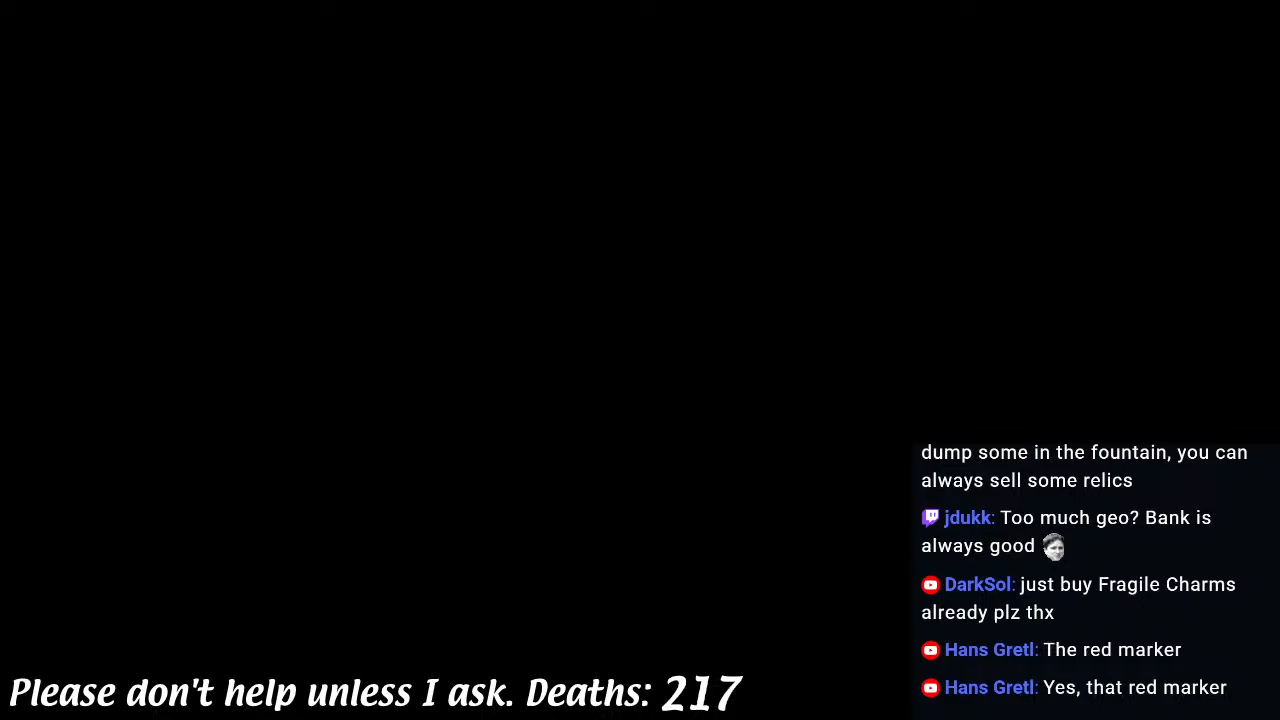 dump some in the fountain, you can
always sell some relics
jdukk: Too much geo? Bank is
always good
DarkSol: just buy Fragile Charms
already plz thx
Hans Gretl: The red marker
Hans Gretl: Yes, that red marker
Please don't help unless I ask. Deaths: 217